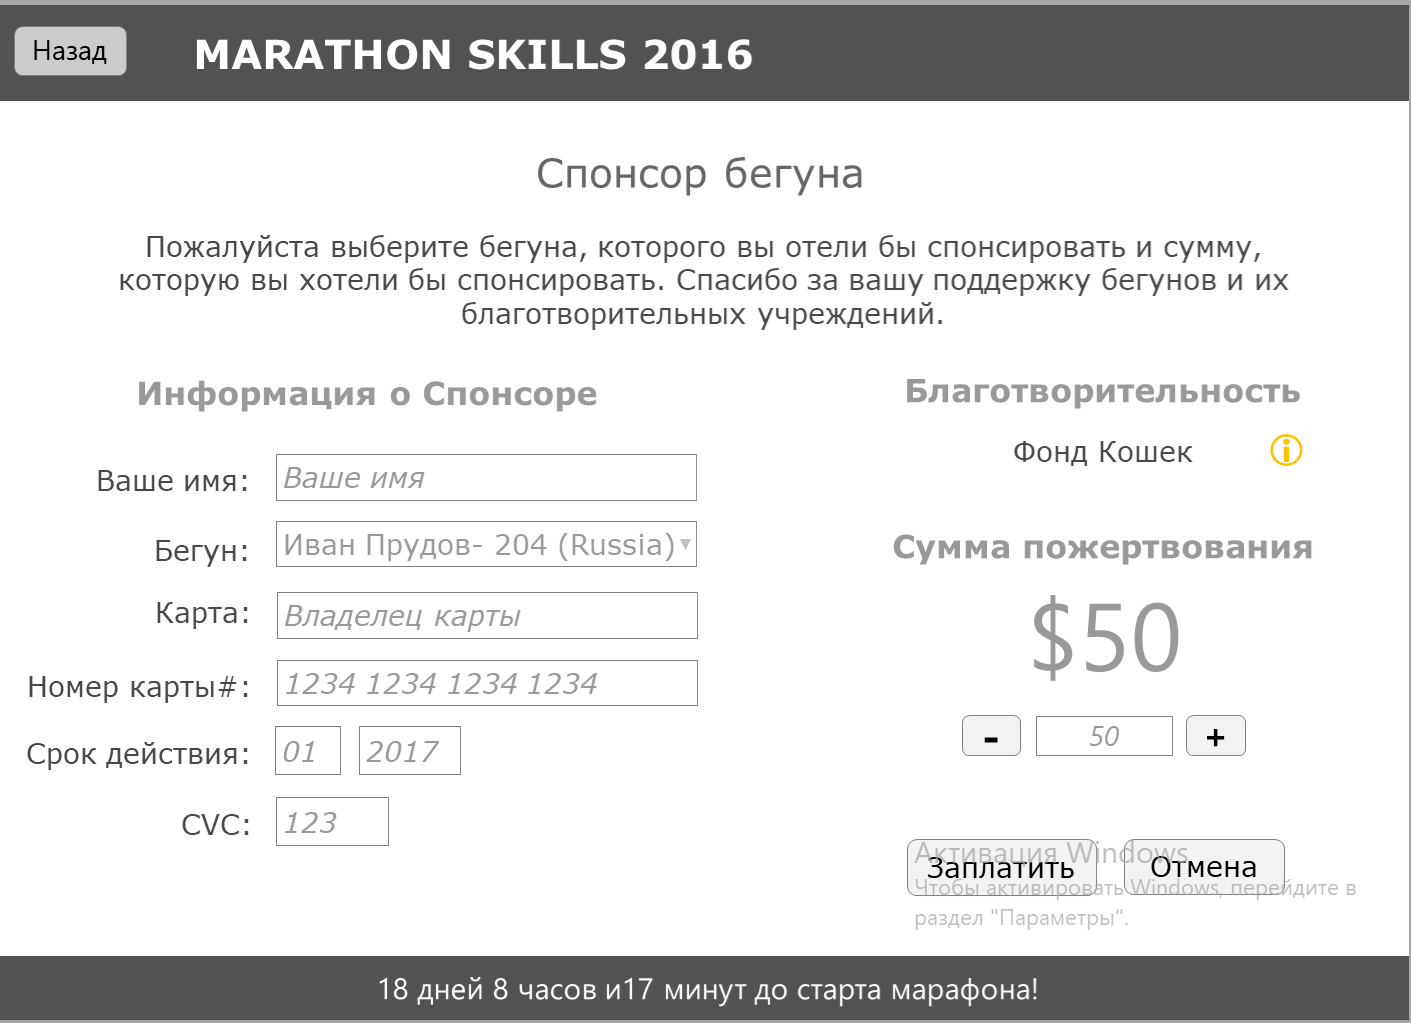 Назад
MARATHON SKILLS 2016
Спонсор бегуна
Пожалуйста выберите бегуна, которого вы отели бы спонсировать и сумму,
которую вы хотели бы спонсировать. Спасибо за вашу поддержку бегунов и их
благотворительных учреждений.
Информация о Спонсоре
Ваше имя: Ваше имя
Бегун: Иван Прудов- 204 (Russia)
Карта: Владелец карты
Номер карты#: 1234 1234 1234 1234
Срок действия: 01 2017
CVC: 123
Благотворительность
Фонд Кошек
Сумма пожертвования
$50
- 50 +
Заплатить Отмена
Активация Windows
Чтобы активировать Windows, перейдите в
раздел "Параметры".
18 дней 8 часов и17 минут до старта марафона!